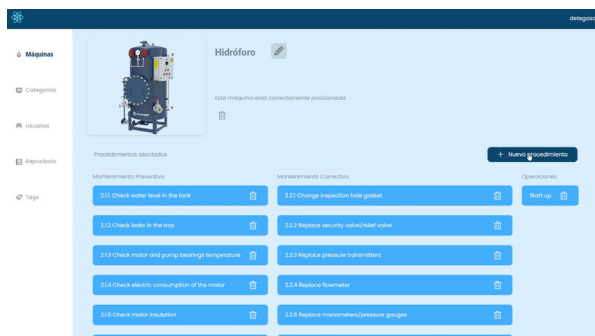 detegasa
Máquinas
Hidróforo
Categorías
Esta máquina está correctamente posicionada
Usuarios
Repositorio
Procedimientos asociados
+ Nuevo procedimiento
Tags
Mantenimiento Preventivo
Mantenimiento Correctivo
Operaciones
2.1.1. Check water level in the tank
2.2.1 Change inspection hole gasket
Start up
2.1.2 Check leaks in the tray
2.2.2 Replace security valve/relief valve
2.1.3 Check motor and pump bearings temperature
2.2.3 Replace pressure transmitters
2.1.4 Check electric consumption of the motor
2.2.4 Replace flowmeter
2.1.5 Check motor insulation
2.2.5 Replace manometers/pressure gauges